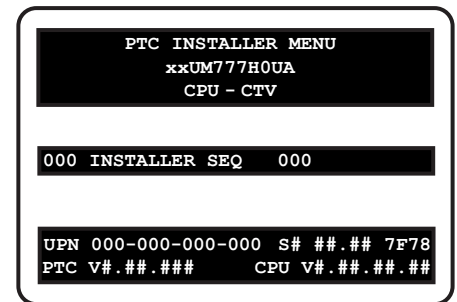 PTC INSTALLER MENU
xxUM777H0UA
CPU – CTV
000 INSTALLER SEQ 000
UPN 000-000-000-000 S# ##.## 7F78
PTC V#.##.### CPU V#.##.##.##